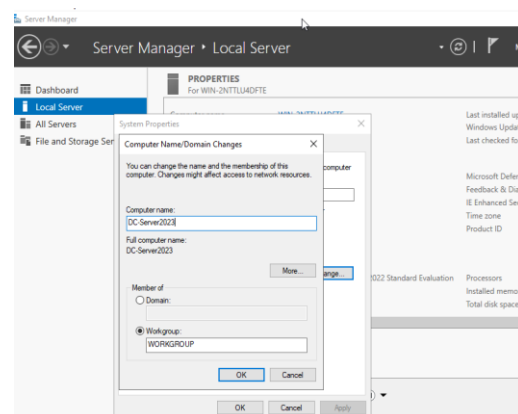 Server Manager
Server Manager • Local Server
Dashboard
Local Server
All Servers
File and Storage Ser
PROPERTIES
For WIN-2NTTLU4DFTE
Last installed up
Windows Upda
Last checked fo
System Properties
Computer Name/Domain Changes
You can change the name and the membership of this
computer. Changes might affect access to network resources.
computer
Computer name:
DC-Server2023
Full computer name:
DC-Server2023
More...
ange...
Member of
Domain:
Workgroup:
WORKGROUP
OK Cancel
OK Cancel Apply
Microsoft Defer
Feedback & Dia
IE Enhanced Se
Time zone
Product ID
2022 Standard Evaluation
Processors
Installed memo
Total disk space